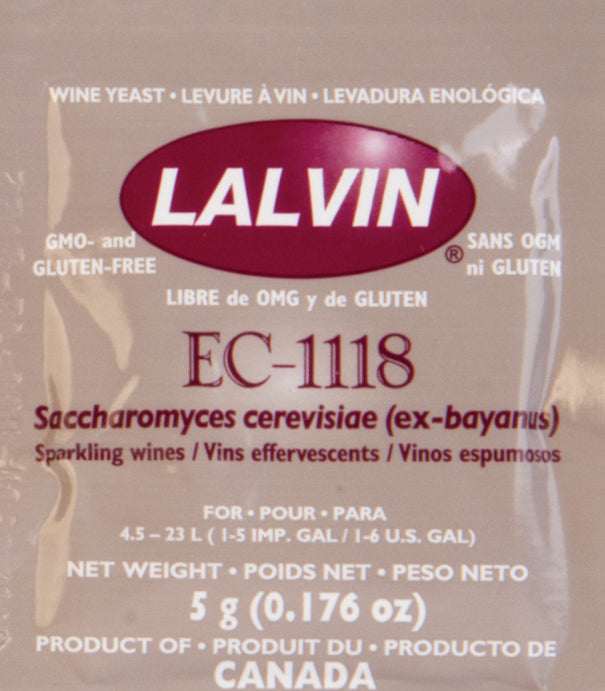 WINE YEAST • LEVURE À VIN • LEVADURA ENOLÓGICA
LALVIN
®
GMO- and
GLUTEN-FREE
SANS OGM
ni GLUTEN
LIBRE de OMG y de GLUTEN
EC-1118
Saccharomyces cerevisiae (ex-bayanus)
Sparkling wines / Vins effervescents / Vinos espumosos
FOR • POUR • PARA
4.5 – 23 L ( 1-5 IMP. GAL / 1-6 U.S. GAL)
NET WEIGHT • POIDS NET • PESO NETO
5 g (0.176 oz)
PRODUCT OF • PRODUIT DU • PRODUCTO DE
CANADA